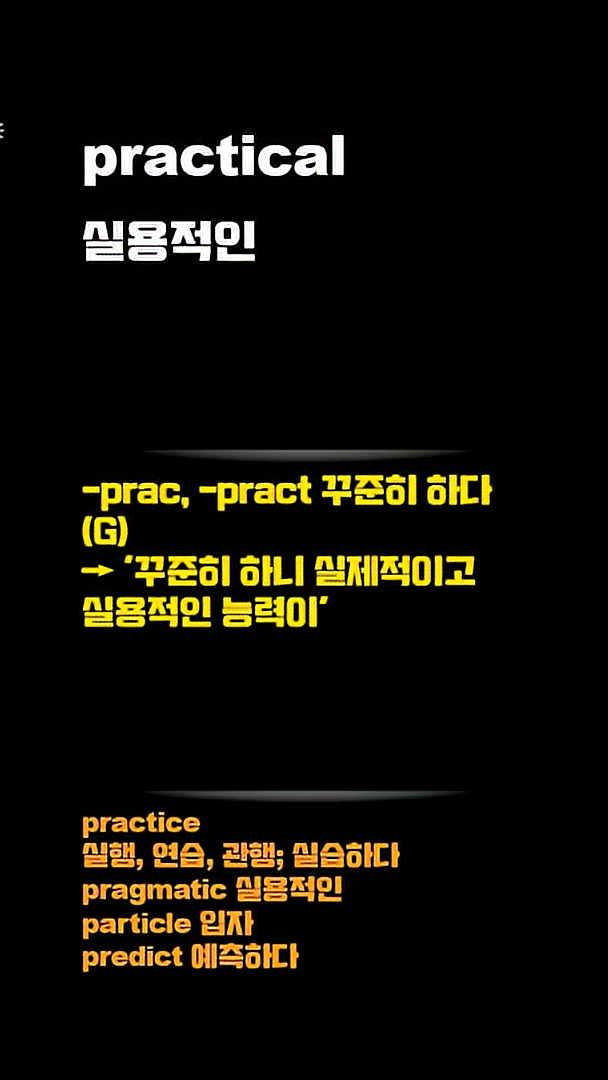 practical
실용적인
-prac, -pract 꾸준히 하다
(G)
→ ‘꾸준히 하니 실제적이고
실용적인 능력이’
practice
실행, 연습, 관행; 실습하다
pragmatic 실용적인
particle 입자
predict 예측하다